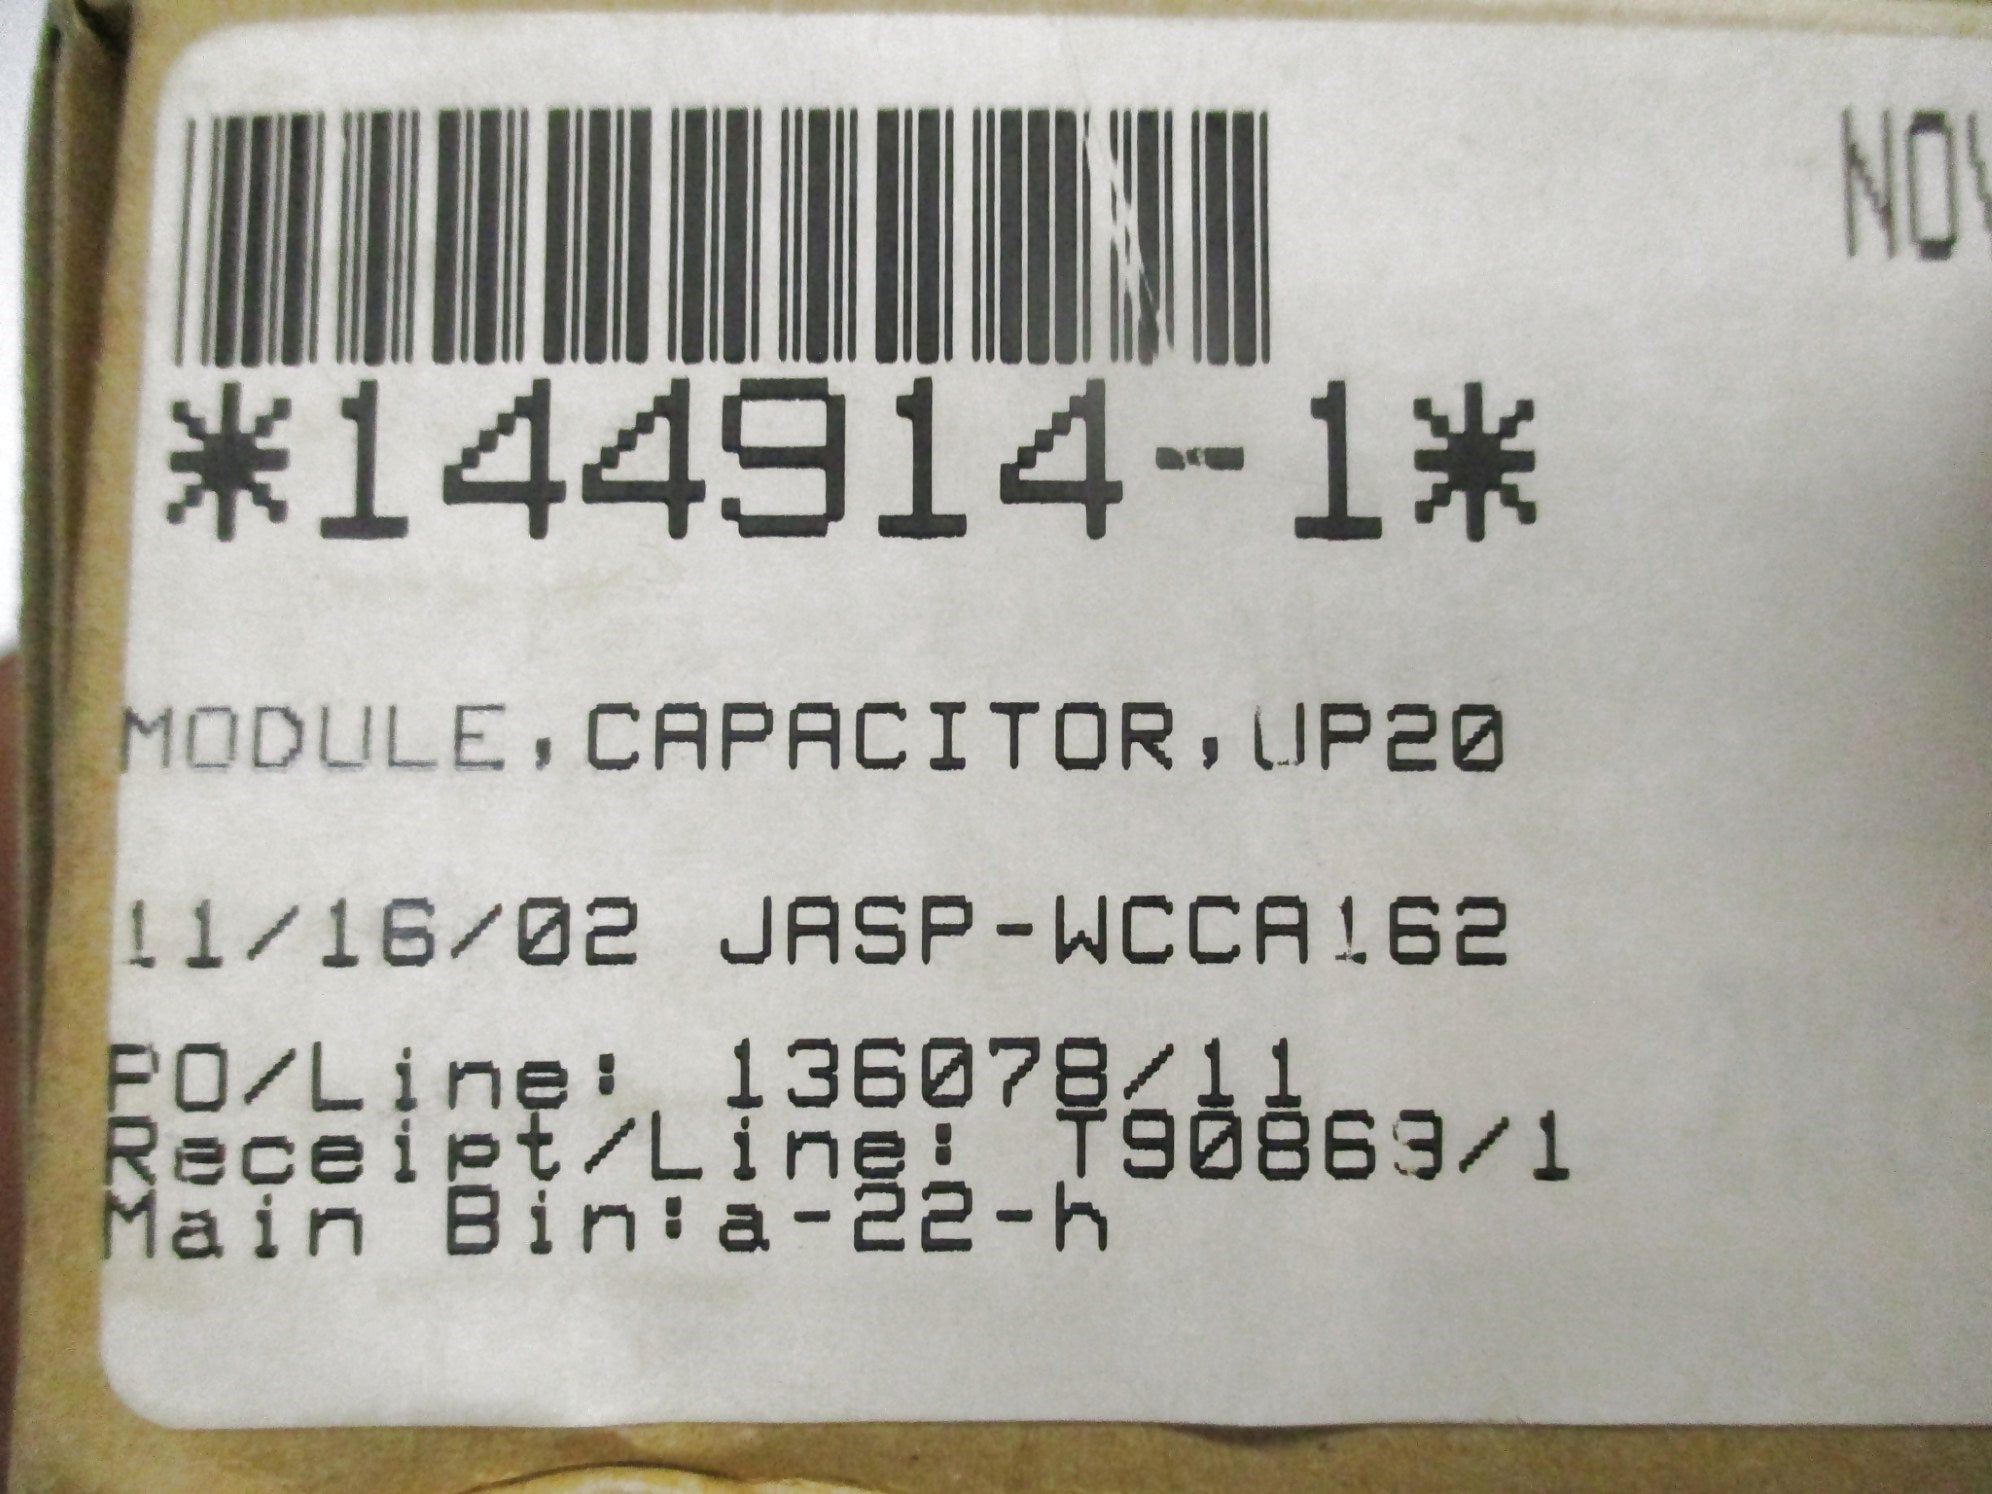 NOV
*144914-1*
MODULE,CAPACITOR,UP20
11/16/02 JASP-WCCA162
PO/Line: 136078/11
Receipt/Line: T90863/1
Main Bin:a-22-h